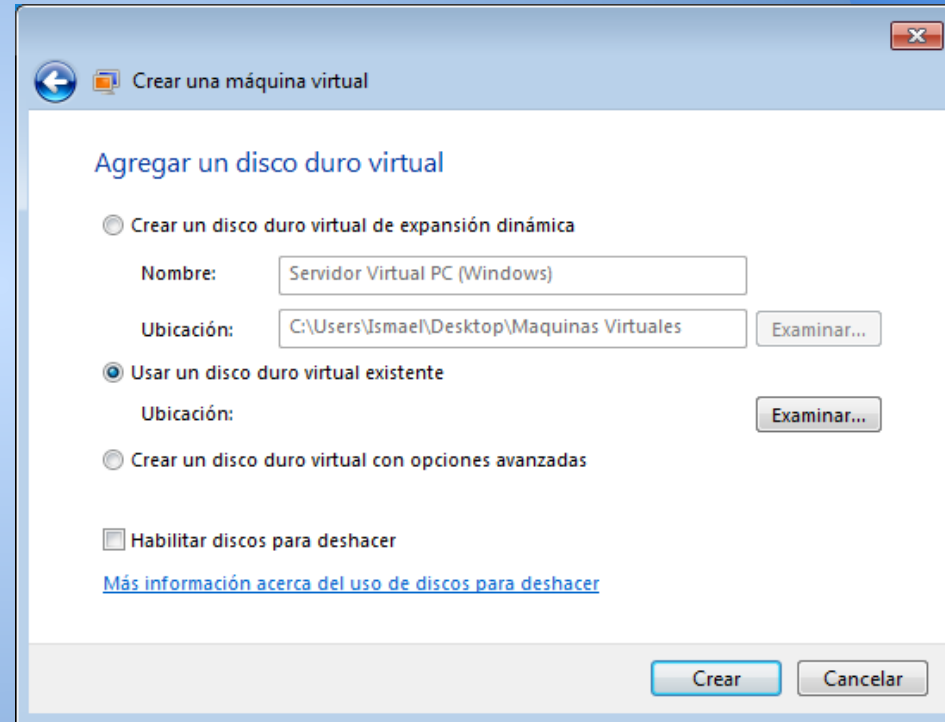 Crear una máquina virtual
Agregar un disco duro virtual
Crear un disco duro virtual de expansión dinámica
Nombre: Servidor Virtual PC (Windows)
Ubicación: C:\Users\Ismael\Desktop\Maquinas Virtuales Examinar...
Usar un disco duro virtual existente
Ubicación: Examinar...
Crear un disco duro virtual con opciones avanzadas
Habilitar discos para deshacer
Más información acerca del uso de discos para deshacer
Crear Cancelar